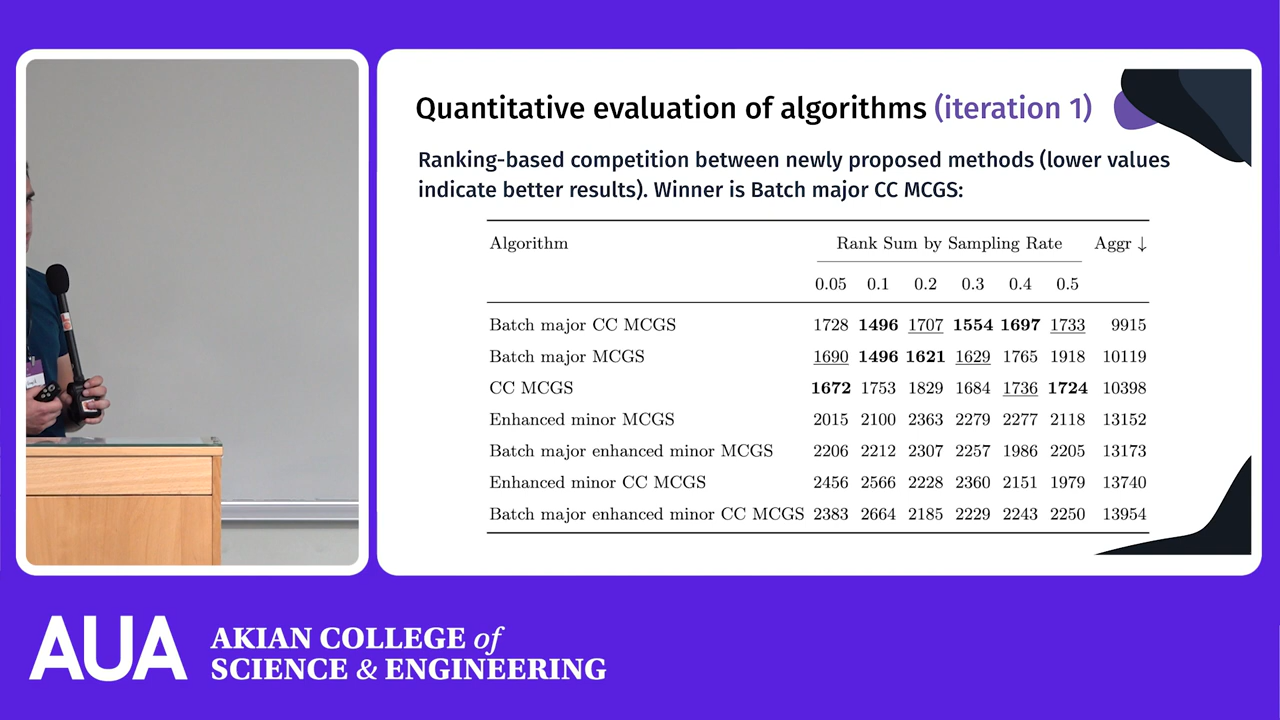 Quantitative evaluation of algorithms (iteration 1)
Ranking-based competition between newly proposed methods (lower values
indicate better results). Winner is Batch major CC MCGS:
Algorithm Rank Sum by Sampling Rate Aggr ↓
0.05 0.1 0.2 0.3 0.4 0.5
Batch major CC MCGS 1728 1496 1707 1554 1697 1733 9915
Batch major MCGS 1690 1496 1621 1629 1765 1918 10119
CC MCGS 1672 1753 1829 1684 1736 1724 10398
Enhanced minor MCGS 2015 2100 2363 2279 2277 2118 13152
Batch major enhanced minor MCGS 2206 2212 2307 2257 1986 2205 13173
Enhanced minor CC MCGS 2456 2566 2228 2360 2151 1979 13740
Batch major enhanced minor CC MCGS 2383 2664 2185 2229 2243 2250 13954
AUA
AKIAN COLLEGE of
SCIENCE & ENGINEERING